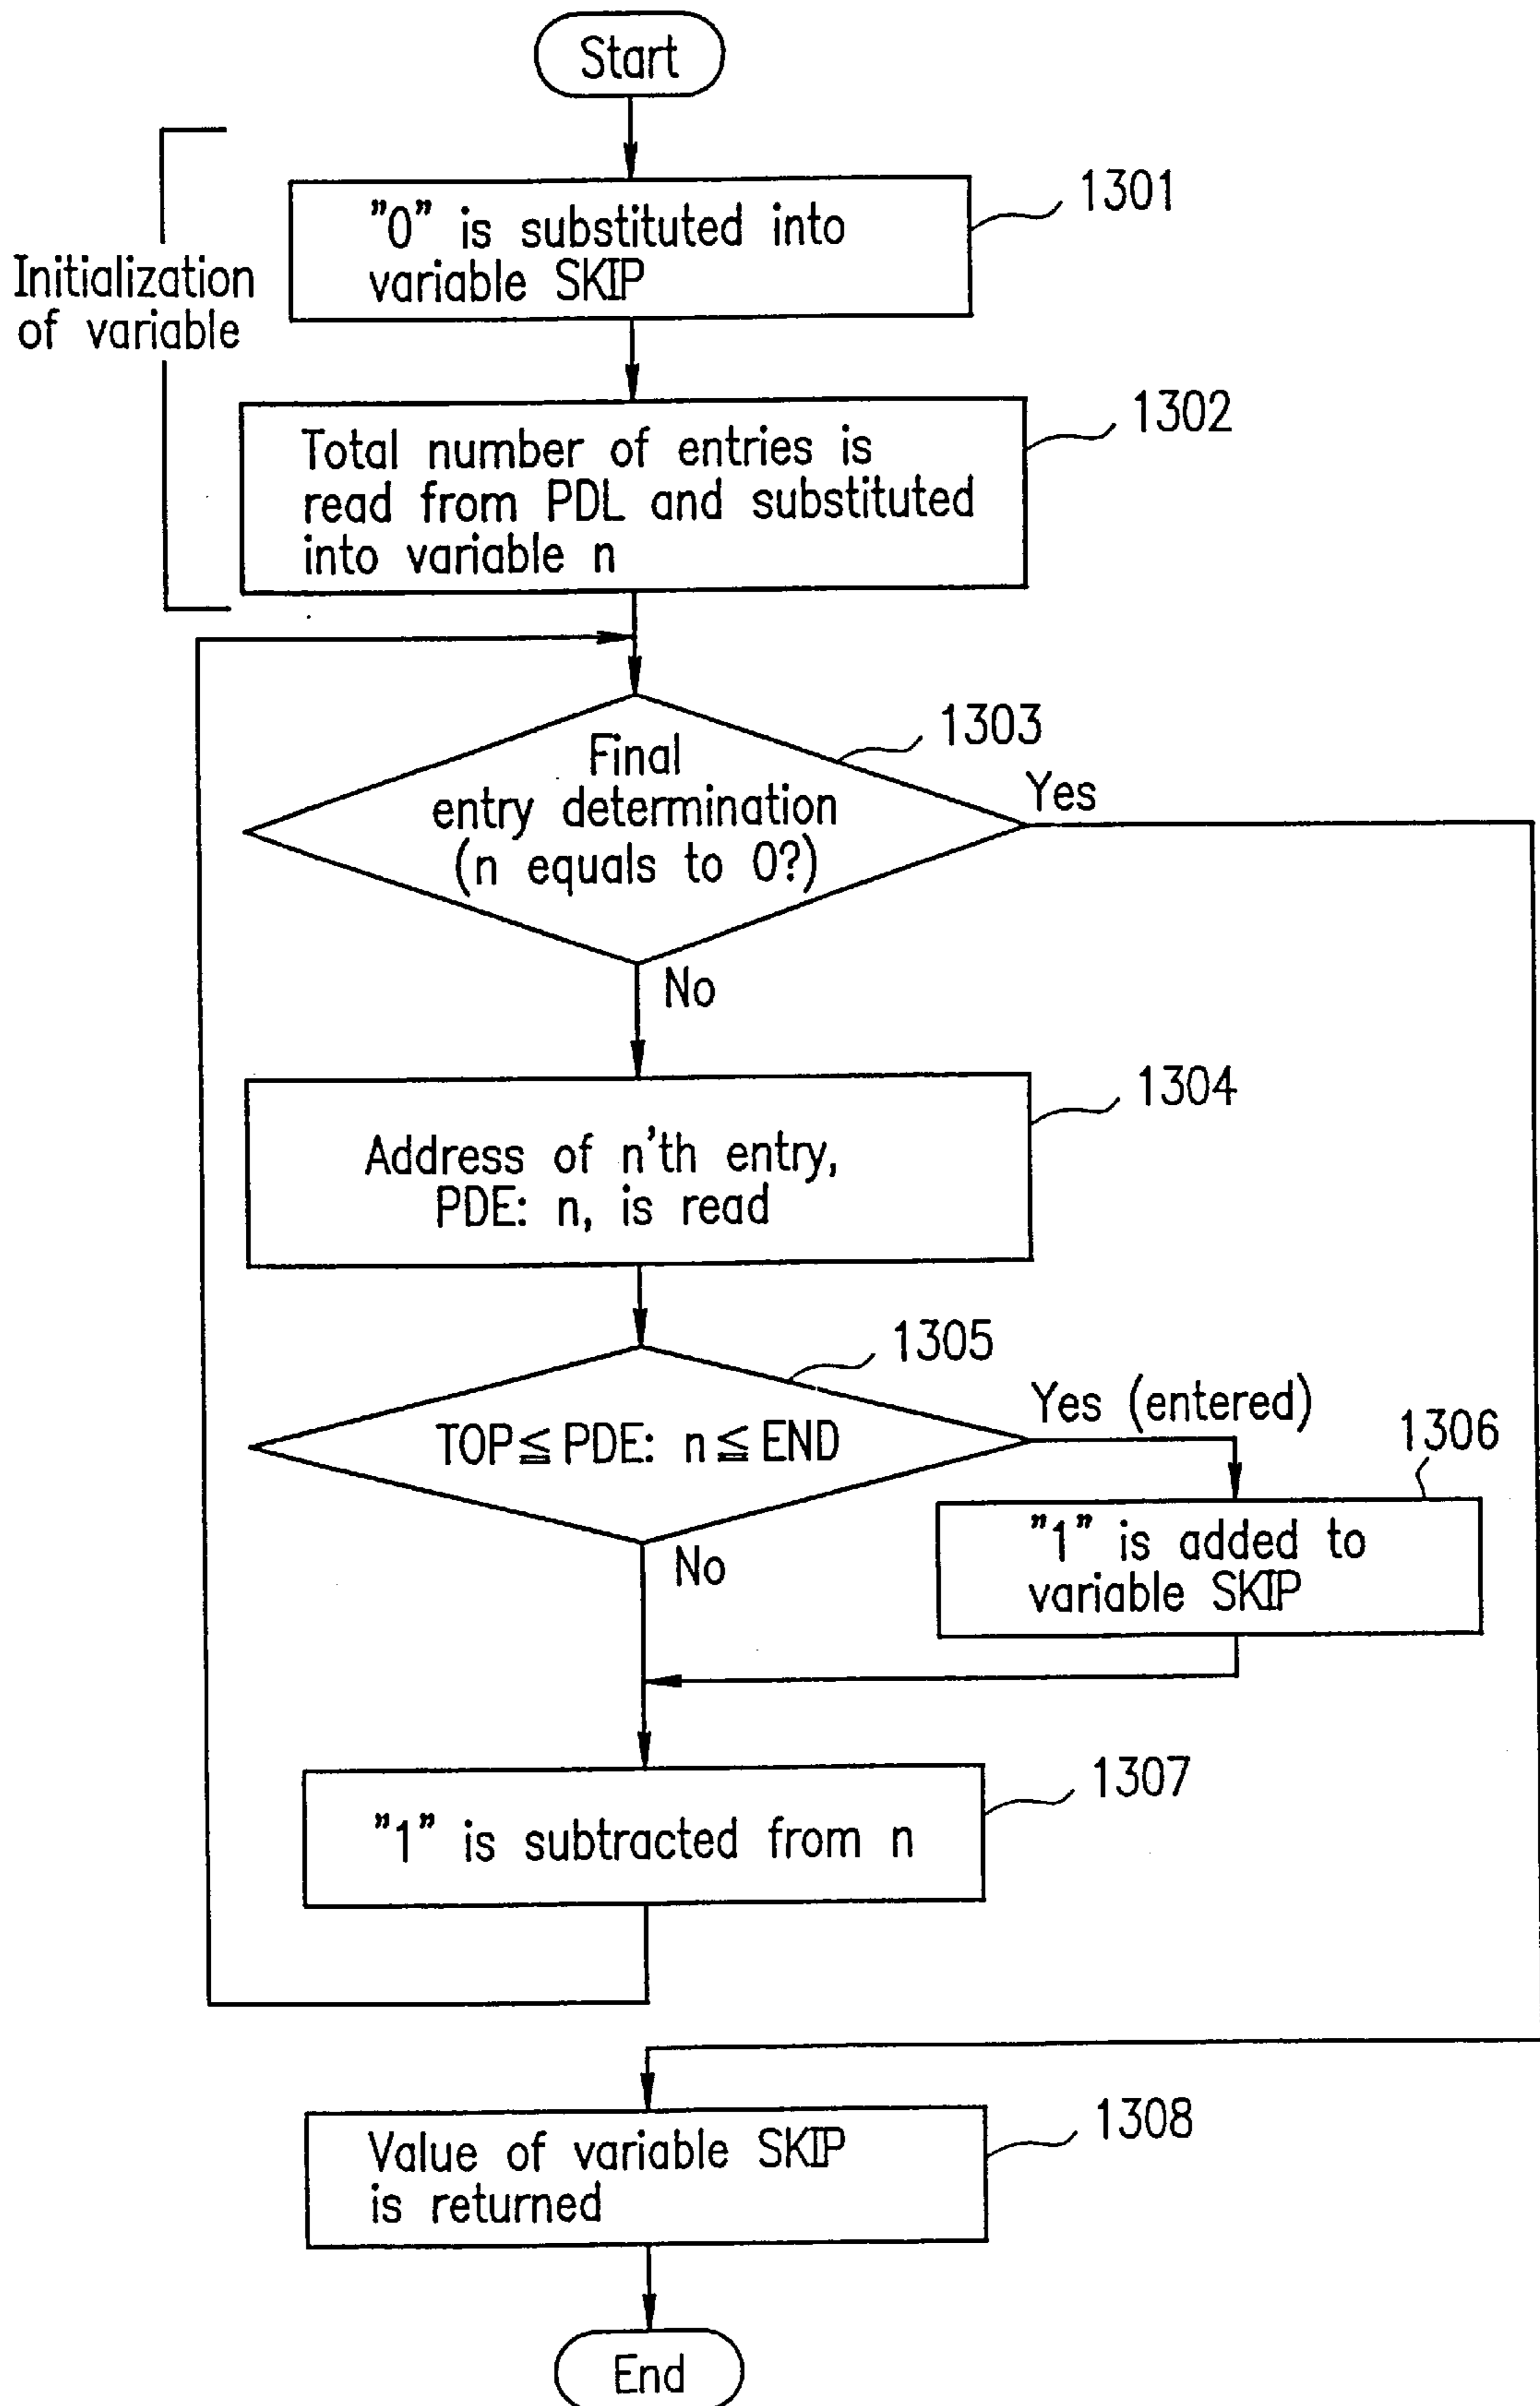 Start
"0" is substituted into
variable SKIP
1301
Initialization
of variable
Total number of entries is
read from PDL and substituted
into variable n
1302
Final
entry determination
(n equals to 0?)
1303
Yes
No
Address of n'th entry,
PDE: n, is read
1304
TOP≦PDE: n≦END
1305
Yes (entered)
1306
"1" is added to
variable SKIP
No
"1" is subtracted from n
1307
Value of variable SKIP
is returned
1308
End